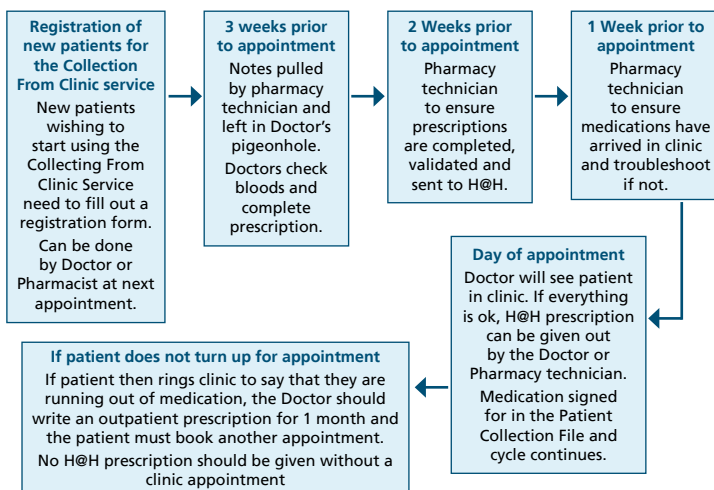 Registration of
new patients for
the Collection
From Clinic service
New patients
wishing to
start using the
Collecting From
Clinic Service
need to fill out a
registration form.
Can be done
by Doctor or
Pharmacist at next
appointment.
3 weeks prior
to appointment
Notes pulled
by pharmacy
technician and
left in Doctor’s
pigeonhole.
Doctors check
bloods and
complete
prescription.
2 Weeks prior
to appointment
Pharmacy
technician
to ensure
prescriptions
are completed,
validated and
sent to H@H.
1 Week prior to
appointment
Pharmacy
technician
to ensure
medications have
arrived in clinic
and troubleshoot
if not.
Day of appointment
Doctor will see patient
in clinic. If everything
is ok, H@H prescription
can be given out
by the Doctor or
Pharmacy technician.
Medication signed
for in the Patient
Collection File and
cycle continues.
If patient does not turn up for appointment
If patient then rings clinic to say that they are
running out of medication, the Doctor should
write an outpatient prescription for 1 month and
the patient must book another appointment.
No H@H prescription should be given without a
clinic appointment